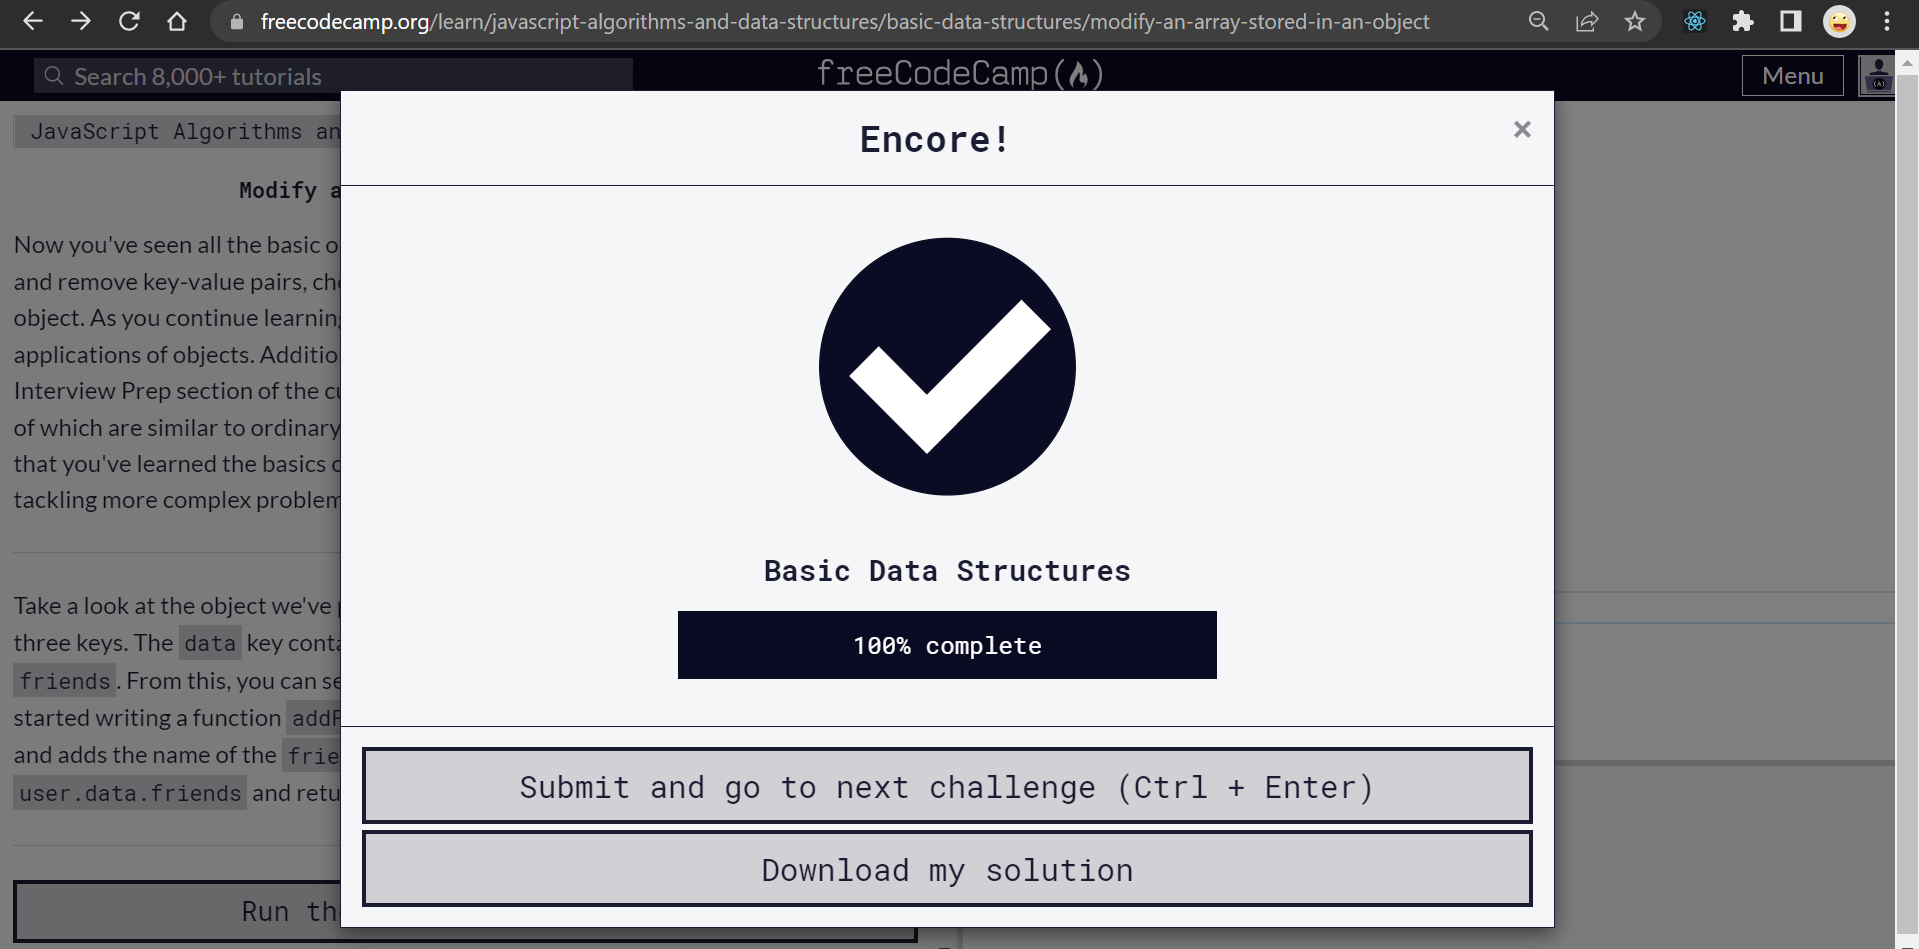 freecodecamp.org/learn/javascript-algorithms-and-data-structures/basic-data-structures/modify-an-array-stored-in-an-object
Search 8,000+ tutorials
freeCodeCamp
Menu
JavaScript Algorithms an
Modify a
Now you've seen all the basic o
and remove key-value pairs, che
object. As you continue learning
applications of objects. Additio
Interview Prep section of the cu
of which are similar to ordinary
that you've learned the basics o
tackling more complex problem
Take a look at the object we've p
three keys. The data key conta
friends. From this, you can se
started writing a function addF
and adds the name of the frie
user.data.friends and retu
Run the
Encore!
×
Basic Data Structures
100% complete
Submit and go to next challenge (Ctrl + Enter)
Download my solution